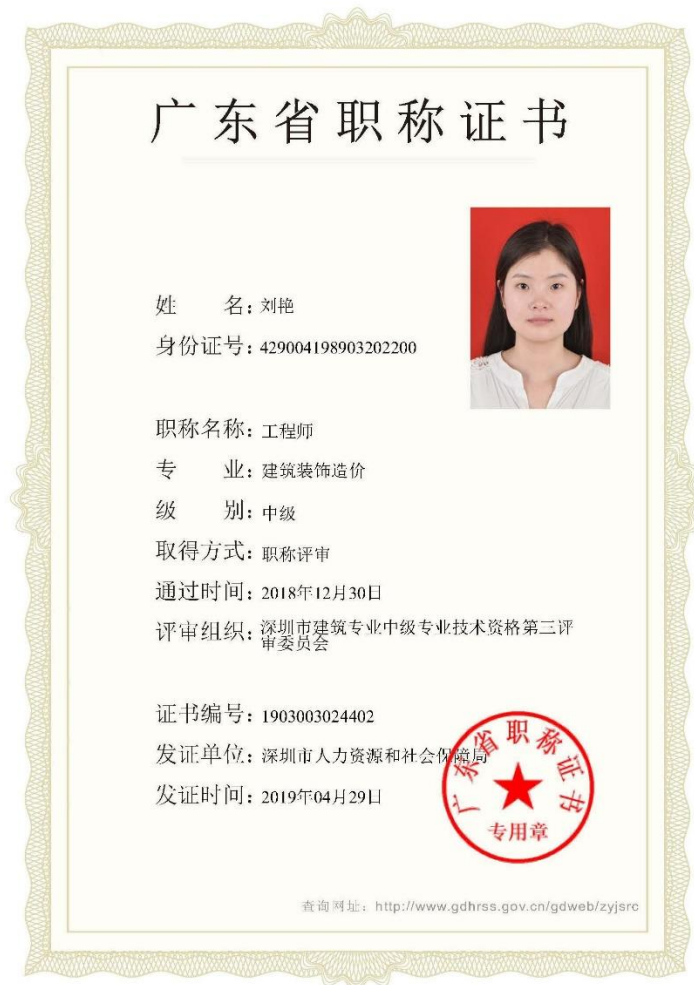 广东省职称证书
姓 名：刘艳
身份证号：429004198903202200
职称名称：工程师
专 业：建筑装饰造价
级 别：中级
取得方式：职称评审
通过时间：2018年12月30日
评审组织：深圳市建筑专业中级专业技术资格第三评
审委员会
证书编号：1903003024402
发证单位：深圳市人力资源和社会保障局
发证时间：2019年04月29日
广东省职称证书
专用章
查询网址：http://www.gdhrss.gov.cn/gdweb/zyjsrc